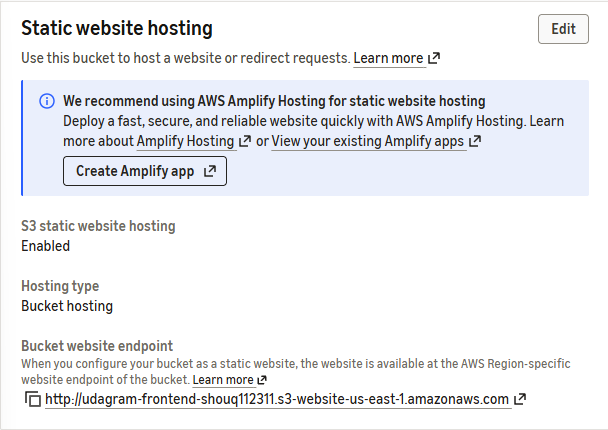 Static website hosting
Edit
Use this bucket to host a website or redirect requests. Learn more
We recommend using AWS Amplify Hosting for static website hosting
Deploy a fast, secure, and reliable website quickly with AWS Amplify Hosting. Learn
more about Amplify Hosting or View your existing Amplify apps
Create Amplify app
S3 static website hosting
Enabled
Hosting type
Bucket hosting
Bucket website endpoint
When you configure your bucket as a static website, the website is available at the AWS Region-specific
website endpoint of the bucket. Learn more
http://udagram-frontend-shouq112311.s3-website-us-east-1.amazonaws.com